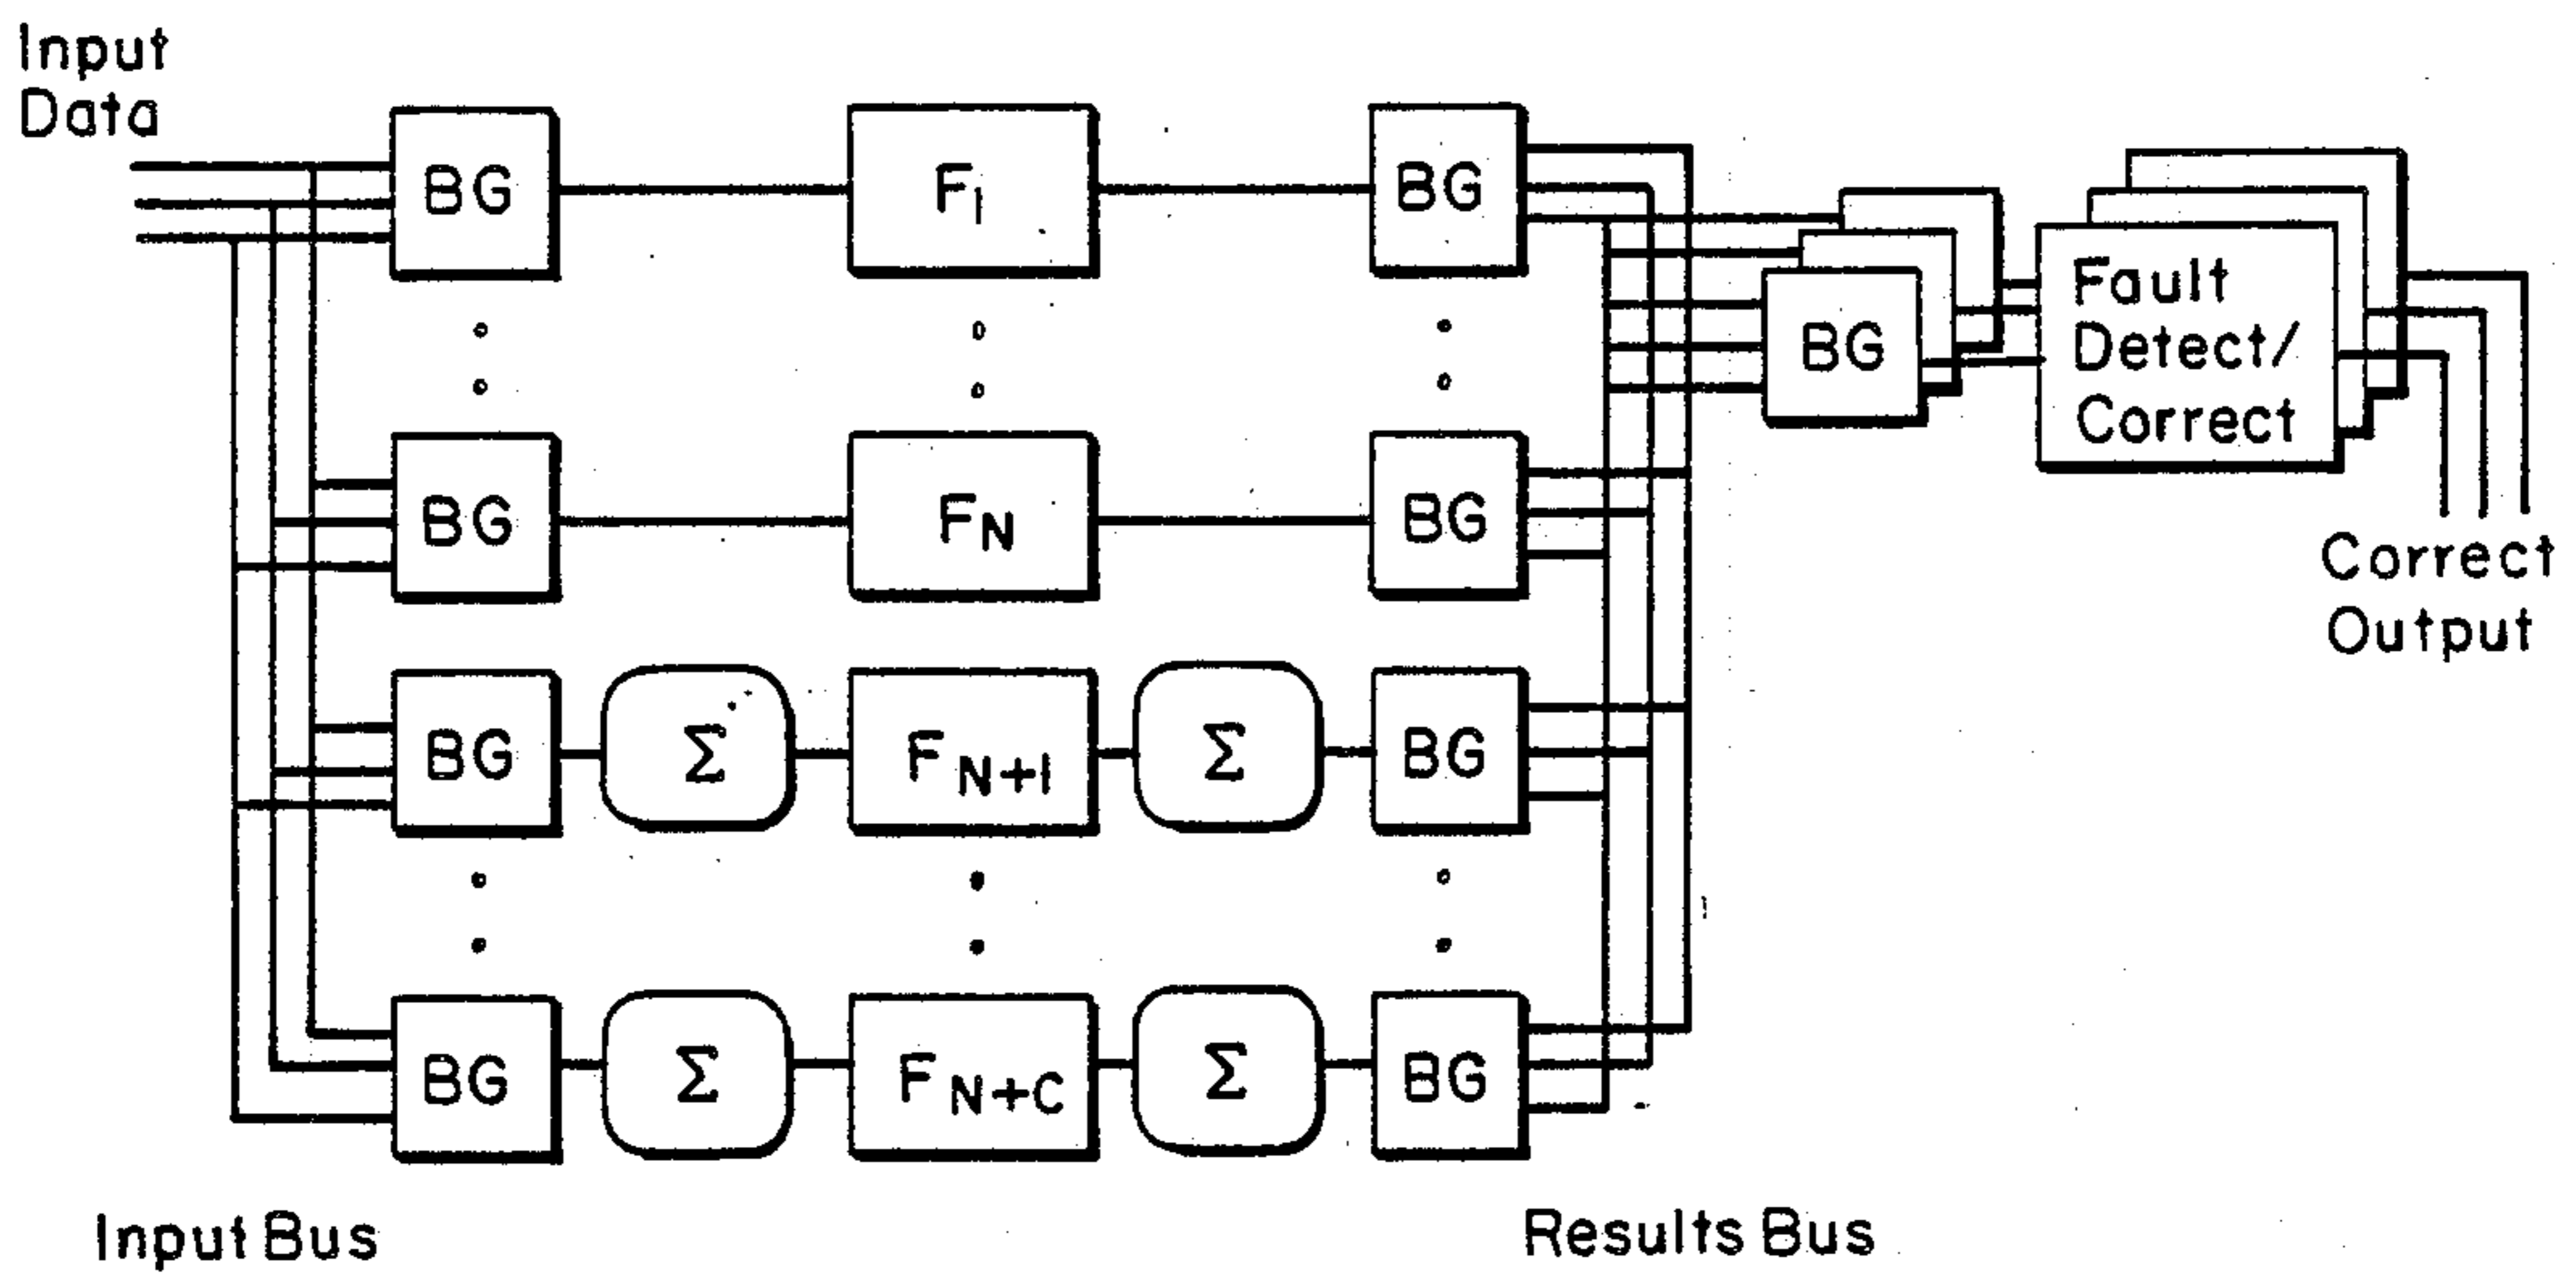 Input
Data
BG
F1
BG
BG
Fault
Detect/
Correct
BG
FN
BG
Correct
Output
BG
Σ
FN+1
Σ
BG
BG
Σ
FN+C
Σ
BG
Input Bus
Results Bus